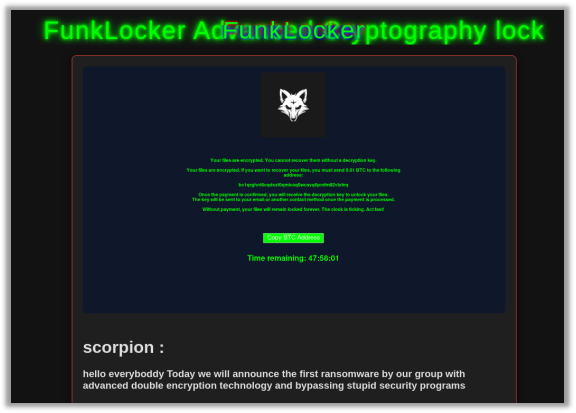 FunkLocker Advanced Cryptography lock
FunkLocker
Your files are encrypted. You cannot recover them without a decryption key.
Your files are encrypted. If you want to recover your files, you must send 0.01 BTC to the following
address:
Once the payment is confirmed, you will receive the decryption key to unlock your files.
The key will be sent to your email or another contact method once the payment is processed.
Without payment, your files will remain locked forever. The clock is ticking. Act fast!
Copy BTC Address
Time remaining: 47:58:01
scorpion :
hello everyboddy Today we will announce the first ransomware by our group with
advanced double encryption technology and bypassing stupid security programs